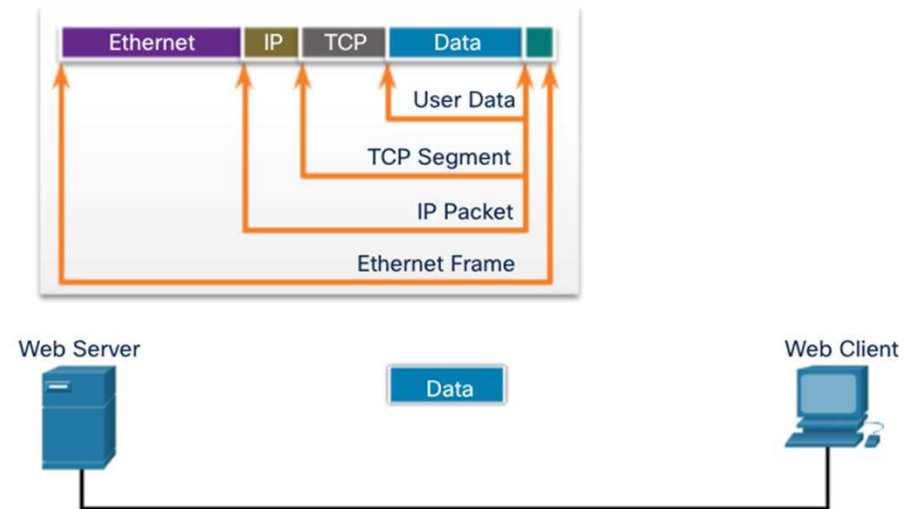 Ethernet IP TCP Data
User Data
TCP Segment
IP Packet
Ethernet Frame
Web Server
Web Client
Data